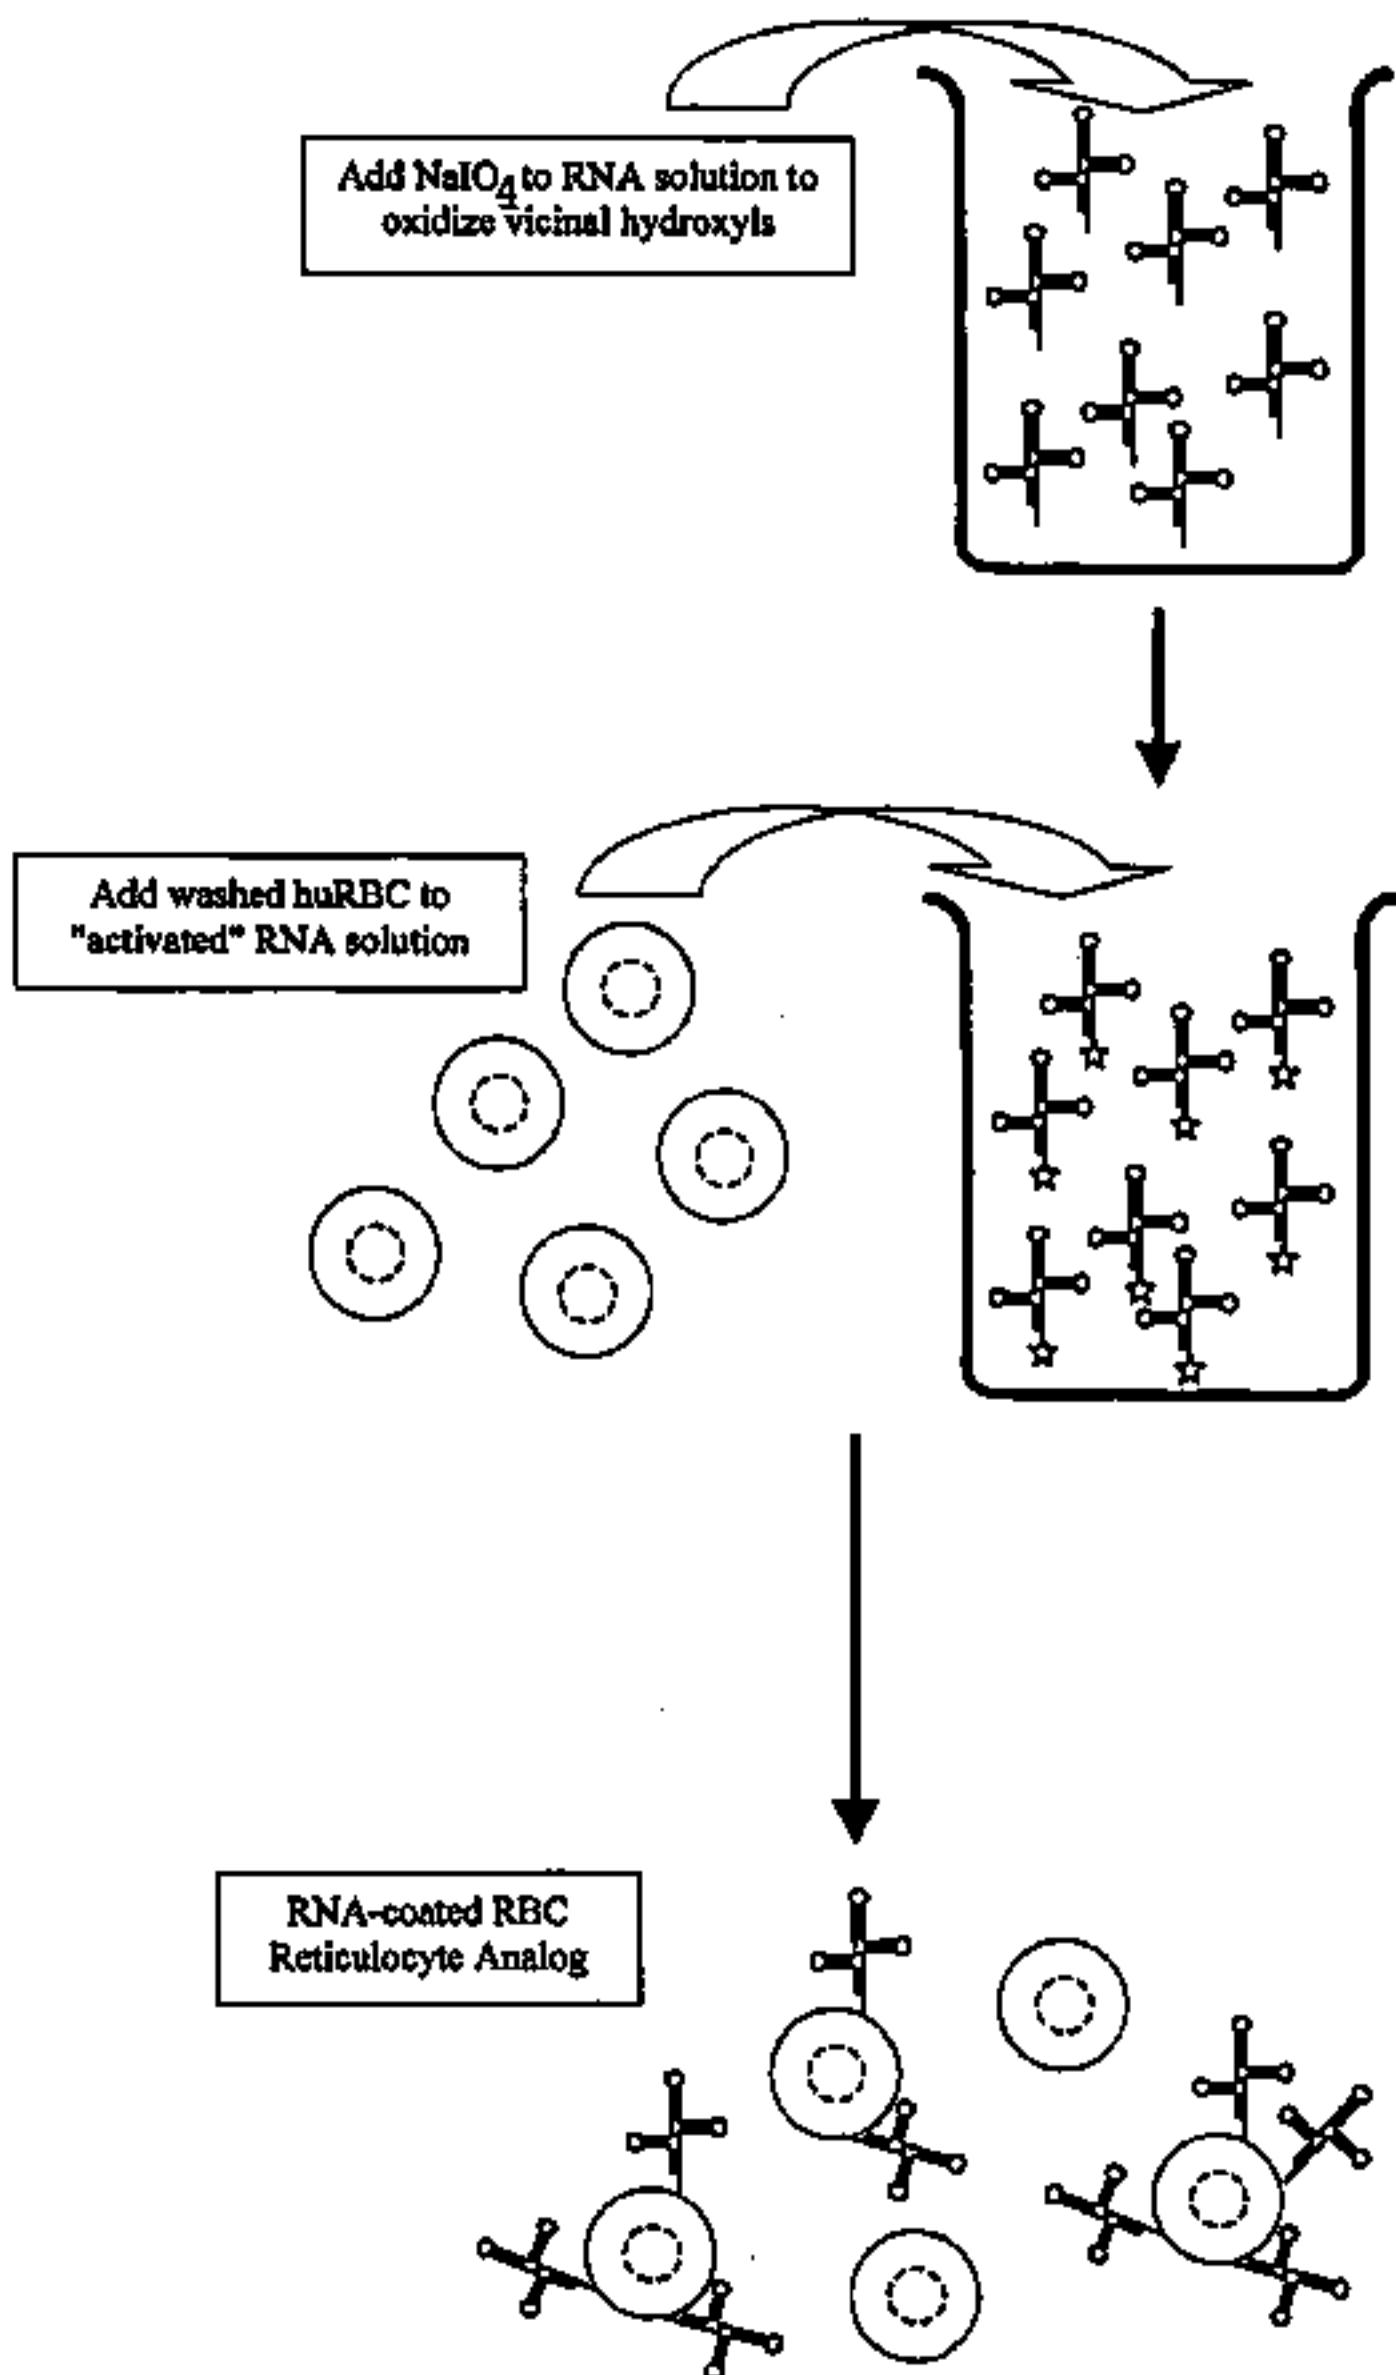 Add NaIO4 to RNA solution to
oxidize vicinal hydroxyls
Add washed huRBC to
"activated" RNA solution
RNA-coated RBC
Reticulocyte Analog